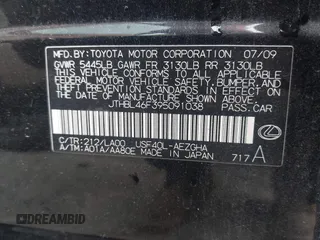 MFD. BY: TOYOTA MOTOR CORPORATION 07/09
GVWR 5445LB GAWR FR 3130LB RR 3130LB
THIS VEHICLE CONFORMS TO ALL APPLICABLE
FEDERAL MOTOR VEHICLE SAFETY, BUMPER, AND
THEFT PREVENTION STANDARDS IN EFFECT ON
THE DATE OF MANUFACTURE SHOWN ABOVE.
JTHBL46F395091038 PASS. CAR
C/TR: 212/LA00 USF40L-AEZGHA
A/TM: A01A/AA80E MADE IN JAPAN 717 A
DREAMBID